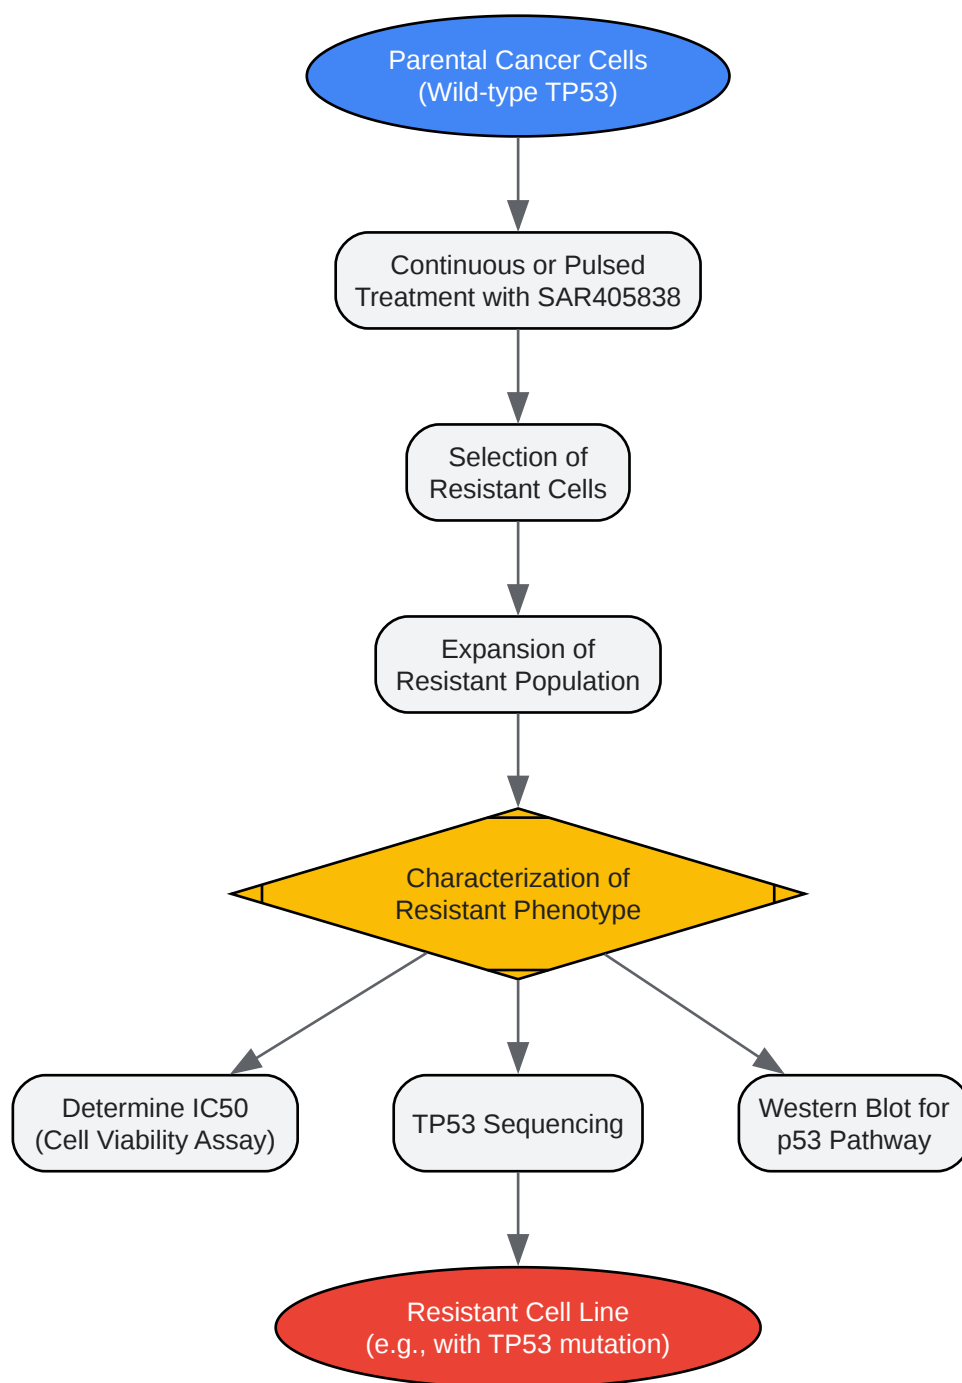 Parental Cancer Cells
(Wild-type TP53)
Continuous or Pulsed
Treatment with SAR405838
Selection of
Resistant Cells
Expansion of
Resistant Population
Characterization of
Resistant Phenotype
Determine IC50
(Cell Viability Assay)
TP53 Sequencing
Western Blot for
p53 Pathway
Resistant Cell Line
(e.g., with TP53 mutation)